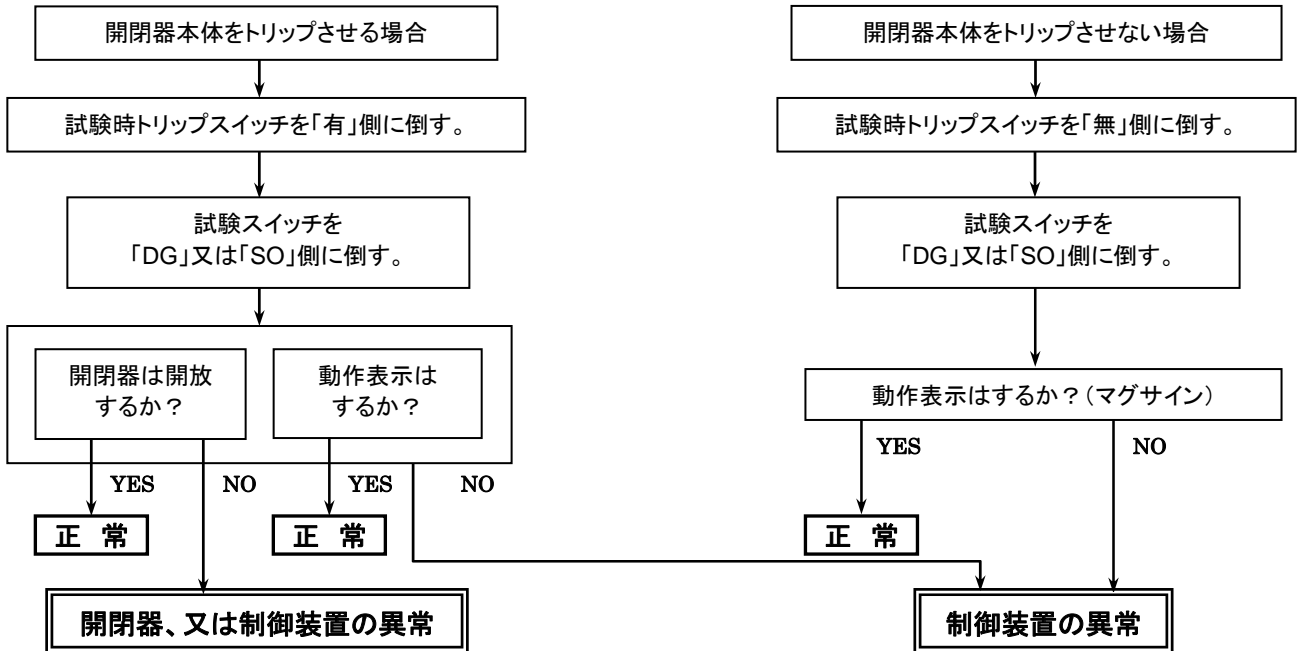 開閉器本体をトリップさせる場合
試験時トリップスイッチを「有」側に倒す。
試験スイッチを
「DG」又は「SO」側に倒す。
開閉器は開放
するか？
動作表示は
するか？
YES
NO
YES
NO
正 常
正 常
開閉器、又は制御装置の異常
開閉器本体をトリップさせない場合
試験時トリップスイッチを「無」側に倒す。
試験スイッチを
「DG」又は「SO」側に倒す。
動作表示はするか？（マグサイン）
YES
NO
正 常
制御装置の異常